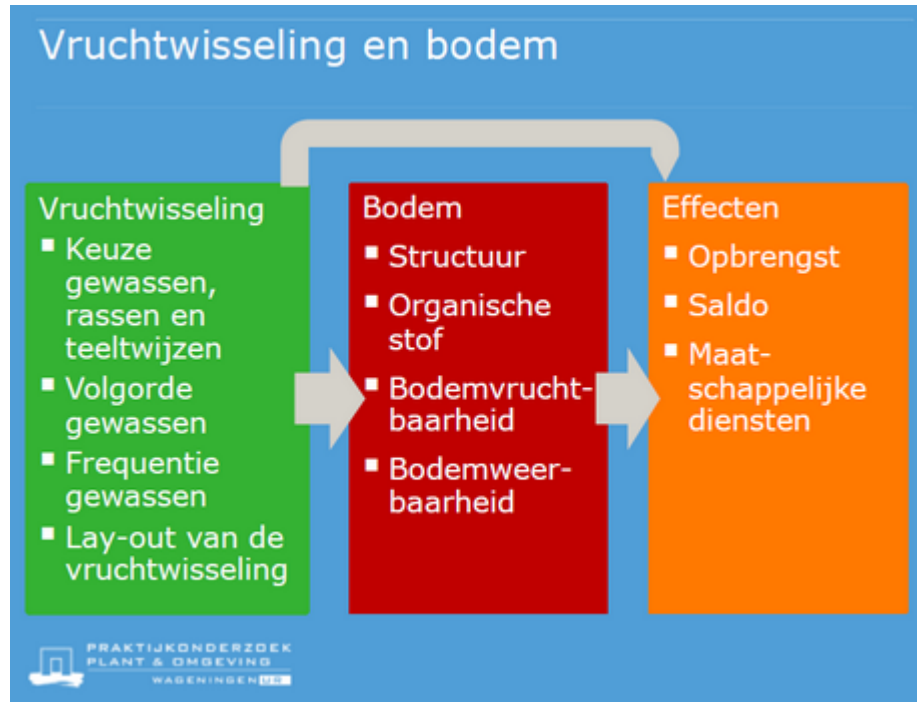 Vruchtwisseling en bodem
Vruchtwisseling
▪ Keuze
gewassen,
rassen en
teeltwijzen
▪ Volgorde
gewassen
▪ Frequentie
gewassen
▪ Lay-out van de
vruchtwisseling
Bodem
▪ Structuur
▪ Organische
stof
▪ Bodemvrucht-
baarheid
▪ Bodemweer-
baarheid
Effecten
▪ Opbrengst
▪ Saldo
▪ Maat-
schappelijke
diensten
PRAKTIJKONDERZOEK
PLANT & OMGEVING
WAGENINGEN UR